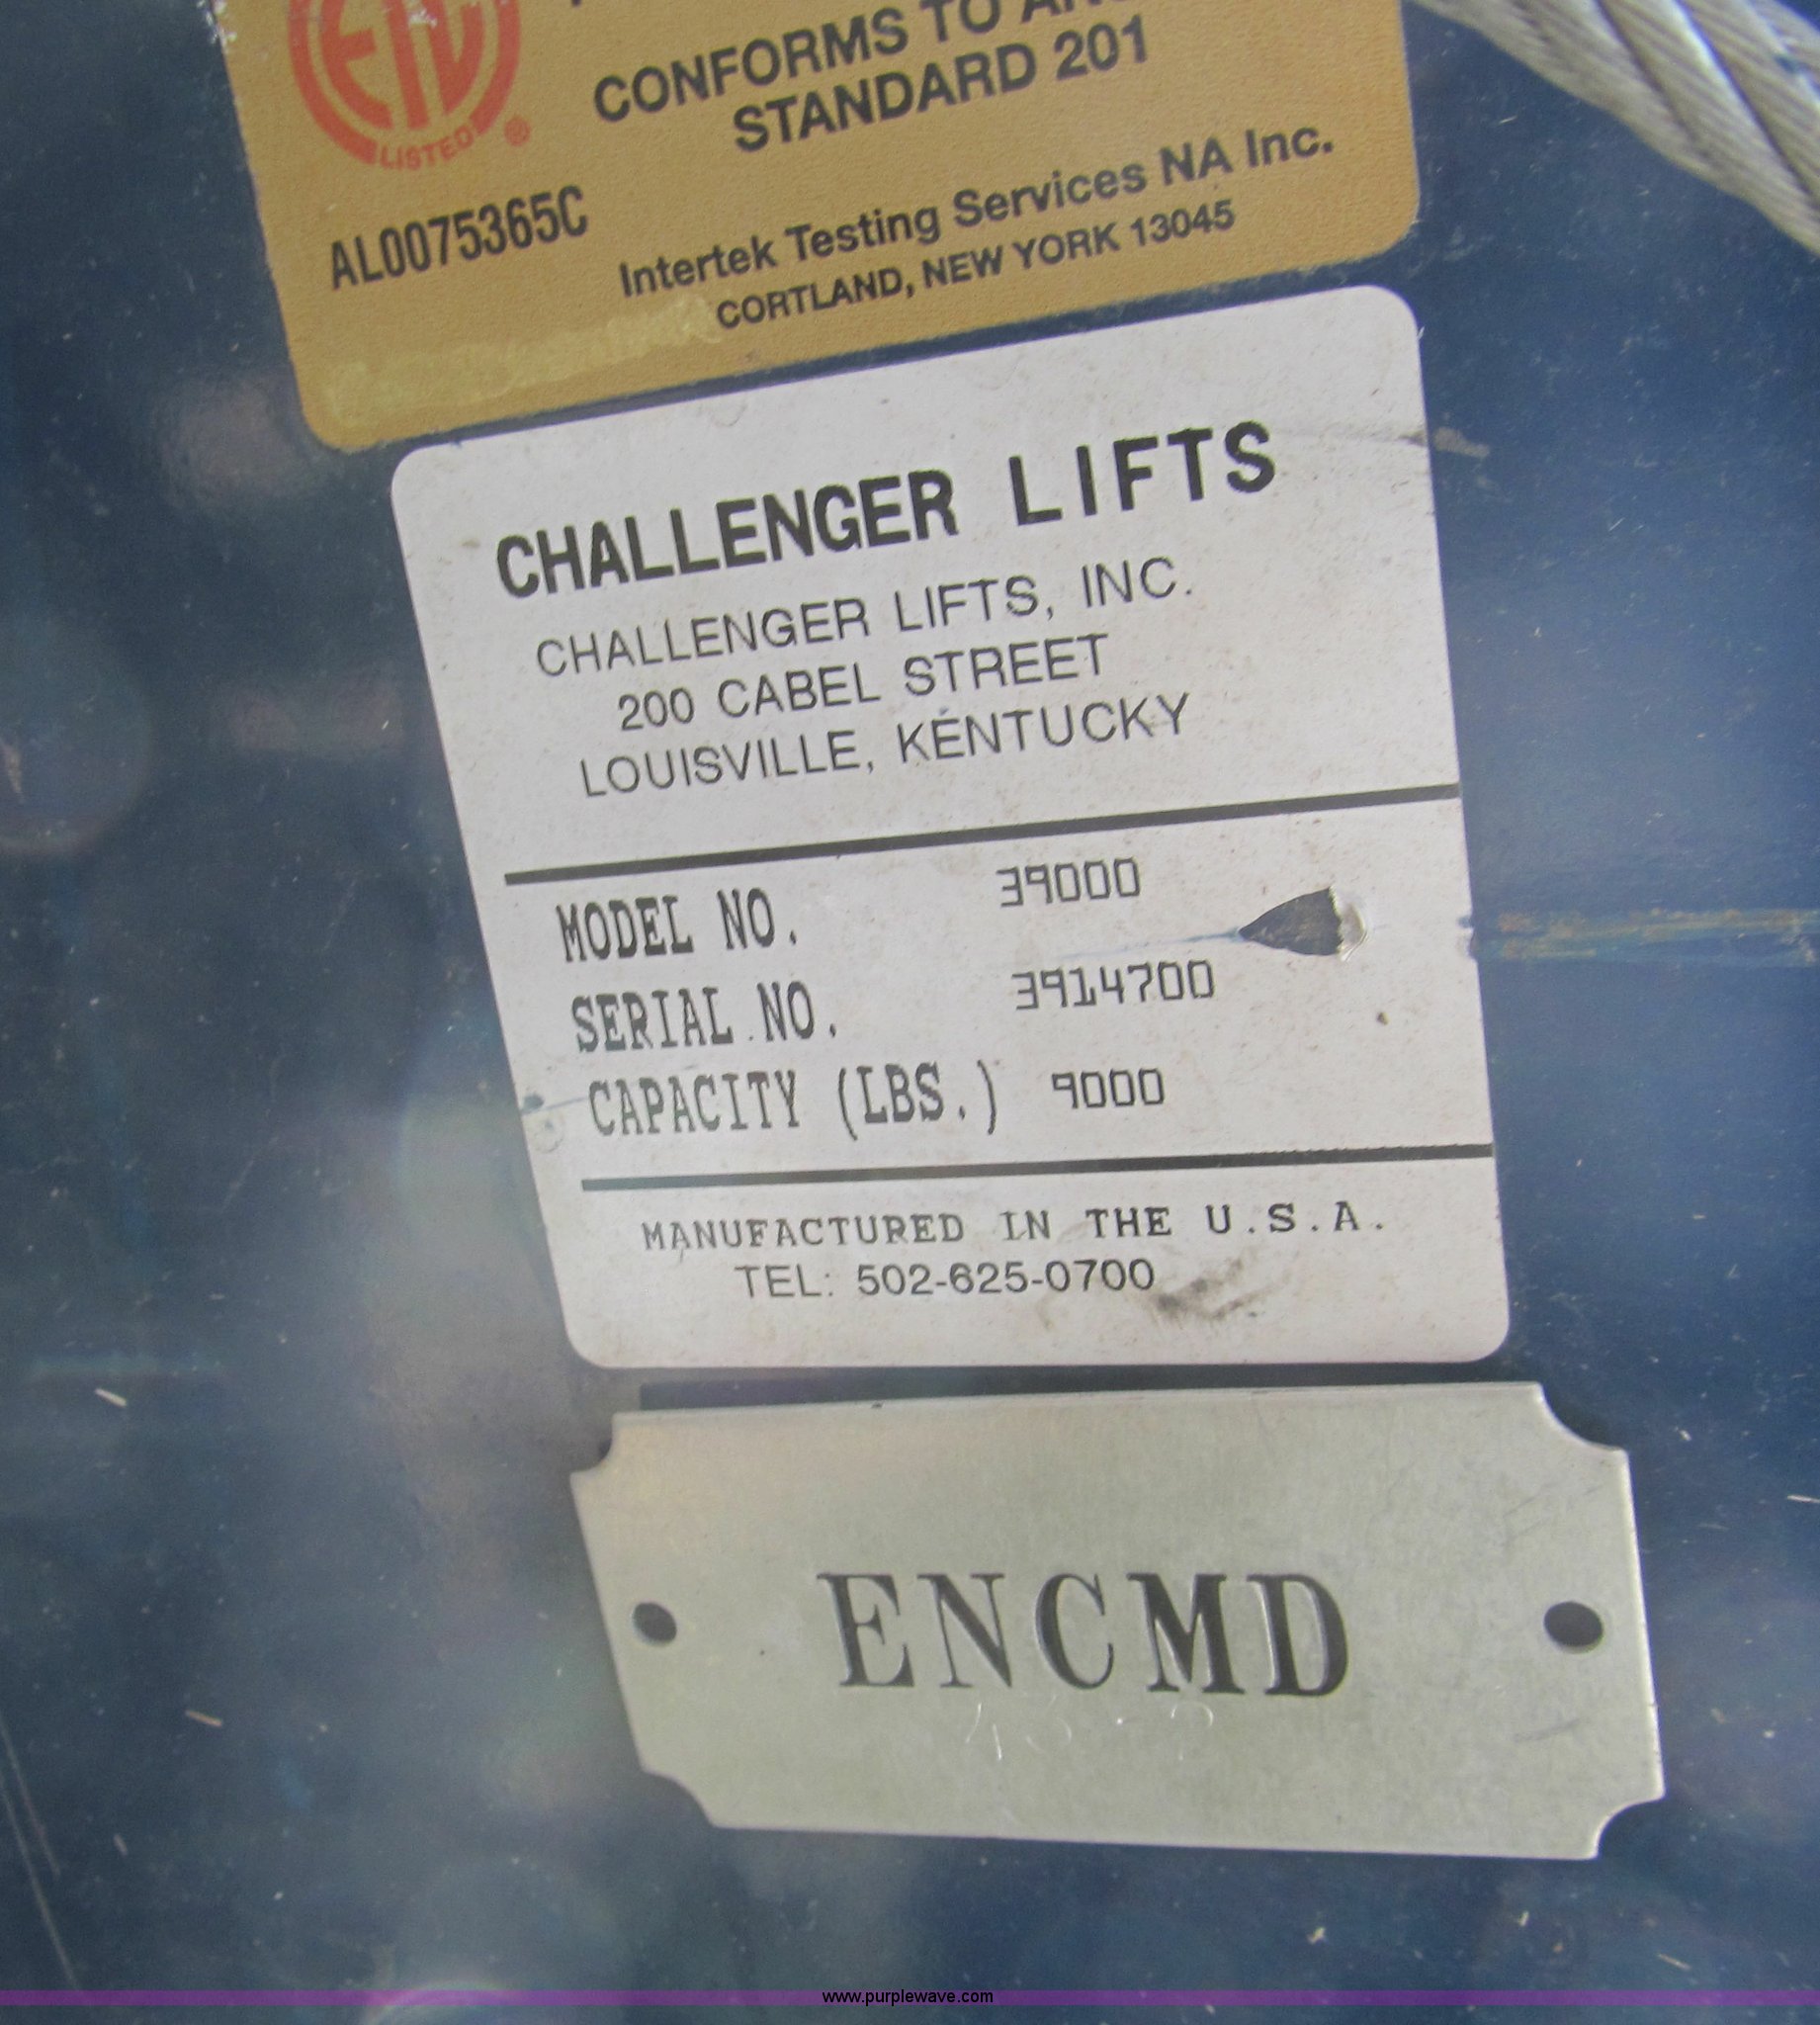 ETL
LISTED
®
CONFORMS TO
STANDARD 201
AL0075365C
Intertek Testing Services NA Inc.
CORTLAND, NEW YORK 13045
CHALLENGER LIFTS
CHALLENGER LIFTS, INC.
200 CABEL STREET
LOUISVILLE, KENTUCKY
MODEL NO. 39000
SERIAL NO. 3914700
CAPACITY (LBS.) 9000
MANUFACTURED IN THE U.S.A.
TEL: 502-625-0700
ENCMD
www.purplewave.com